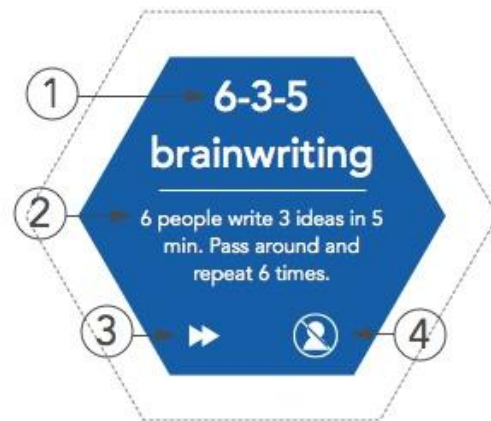 1
6-3-5
brainwriting
2
6 people write 3 ideas in 5
min. Pass around and
repeat 6 times.
3
4